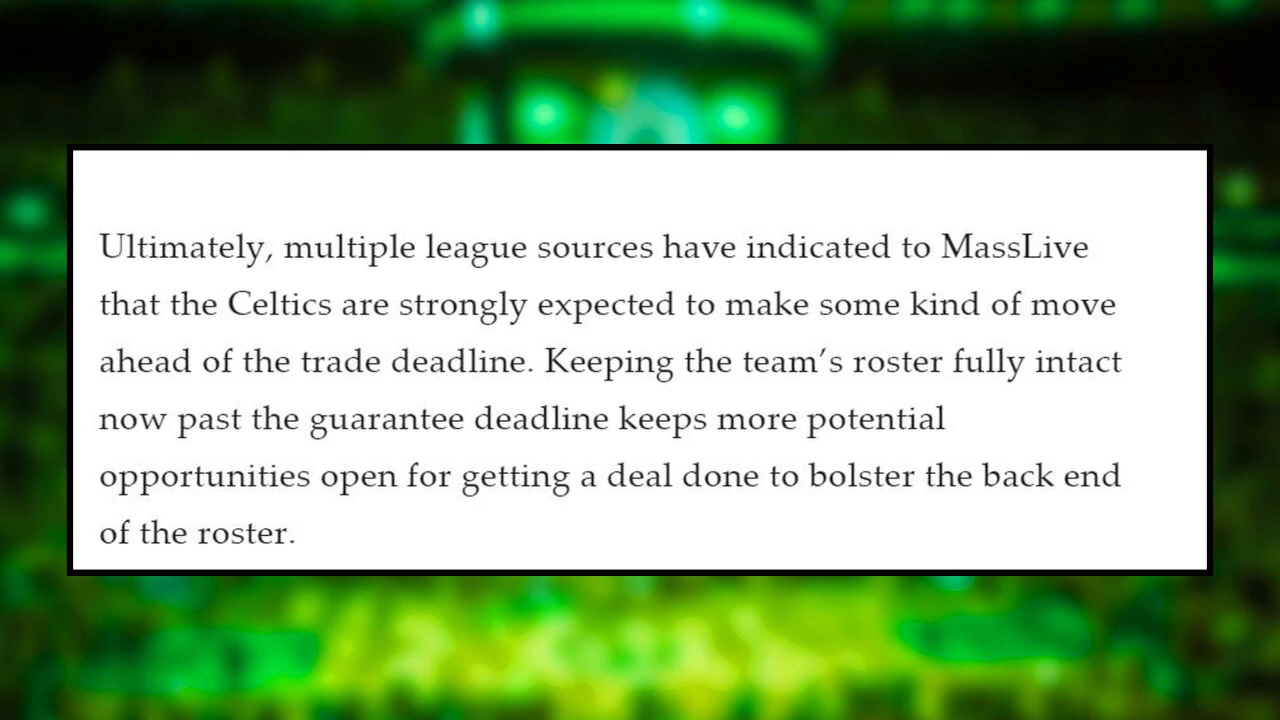 Ultimately, multiple league sources have indicated to MassLive
that the Celtics are strongly expected to make some kind of move
ahead of the trade deadline. Keeping the team’s roster fully intact
now past the guarantee deadline keeps more potential
opportunities open for getting a deal done to bolster the back end
of the roster.